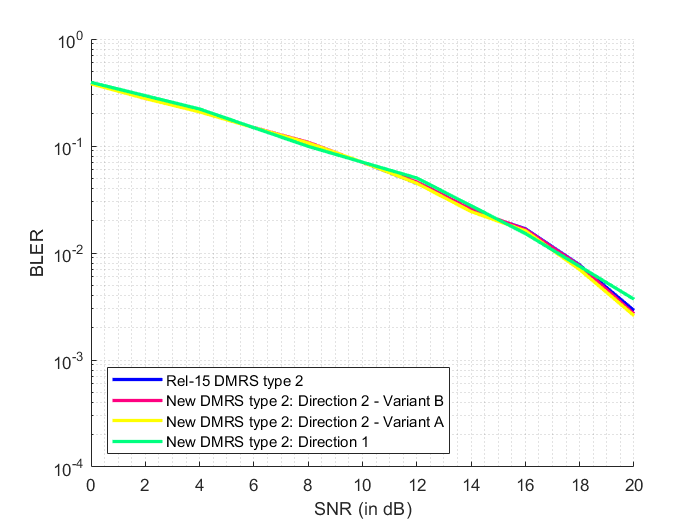 10^0
10^-1
10^-2
10^-3
10^-4
BLER
Rel-15 DMRS type 2
New DMRS type 2: Direction 2 - Variant B
New DMRS type 2: Direction 2 - Variant A
New DMRS type 2: Direction 1
0 2 4 6 8 10 12 14 16 18 20
SNR (in dB)